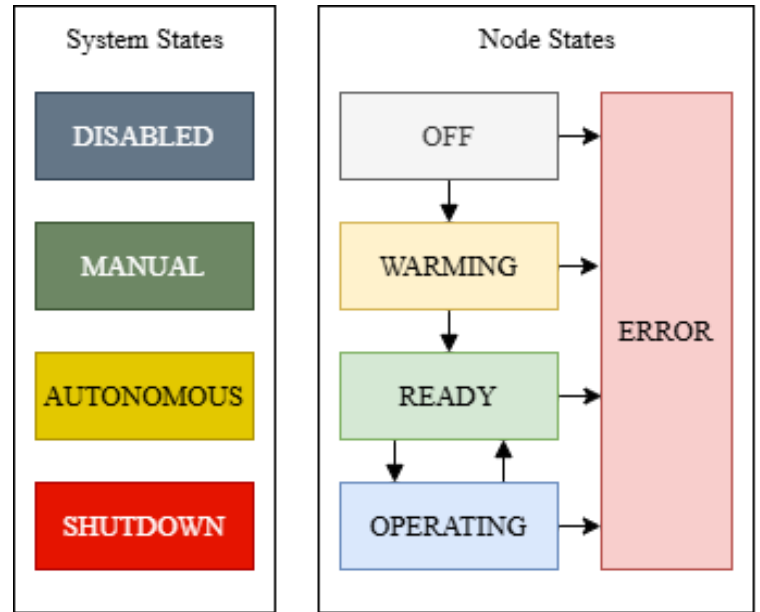 System States
DISABLED
MANUAL
AUTONOMOUS
SHUTDOWN
Node States
OFF
WARMING
READY
OPERATING
ERROR